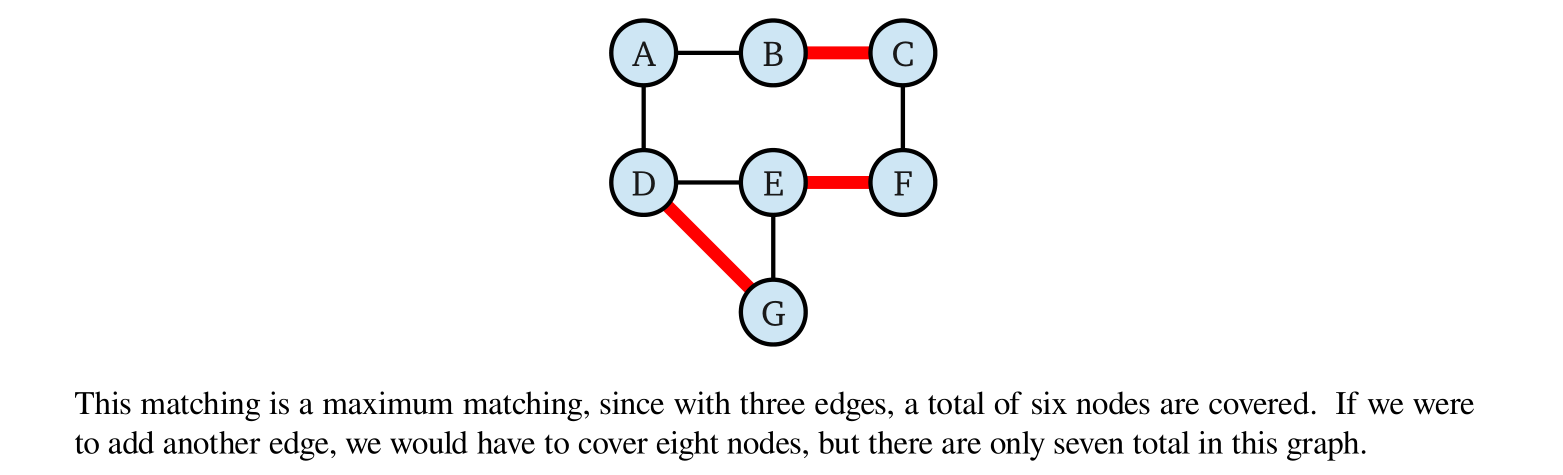 A B C
D E F
G
This matching is a maximum matching, since with three edges, a total of six nodes are covered. If we were
to add another edge, we would have to cover eight nodes, but there are only seven total in this graph.